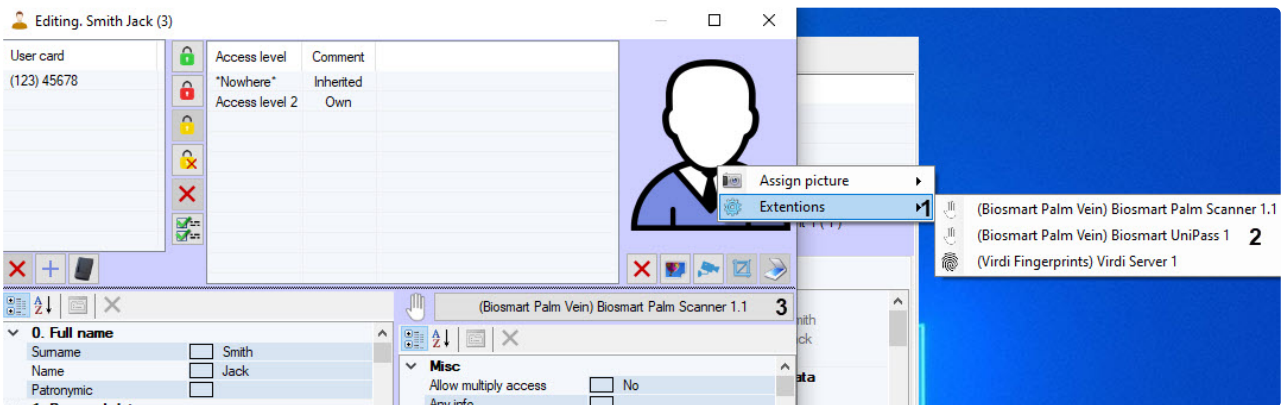 Editing. Smith Jack (3)
User card
(123) 45678
Access level Comment
*Nowhere* Inherited
Access level 2 Own
Assign picture
Extentions 1
(Biosmart Palm Vein) Biosmart Palm Scanner 1.1
(Biosmart Palm Vein) Biosmart UniPass 1 2
(Virdi Fingerprints) Virdi Server 1
(Biosmart Palm Vein) Biosmart Palm Scanner 1.1 3
0. Full name
Surname Smith
Name Jack
Patronymic
Misc
Allow multiply access No
Any info